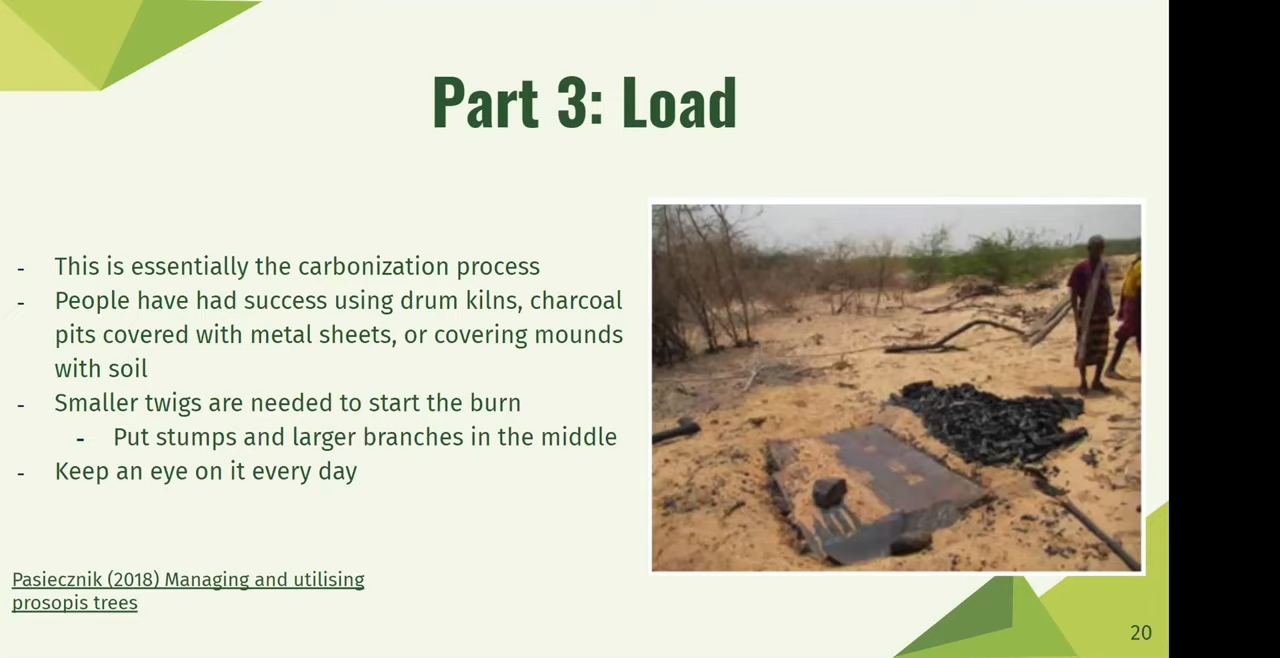 Part 3: Load
- This is essentially the carbonization process
- People have had success using drum kilns, charcoal
pits covered with metal sheets, or covering mounds
with soil
- Smaller twigs are needed to start the burn
- Put stumps and larger branches in the middle
- Keep an eye on it every day
Pasiecznik (2018) Managing and utilising
prosopis trees
20